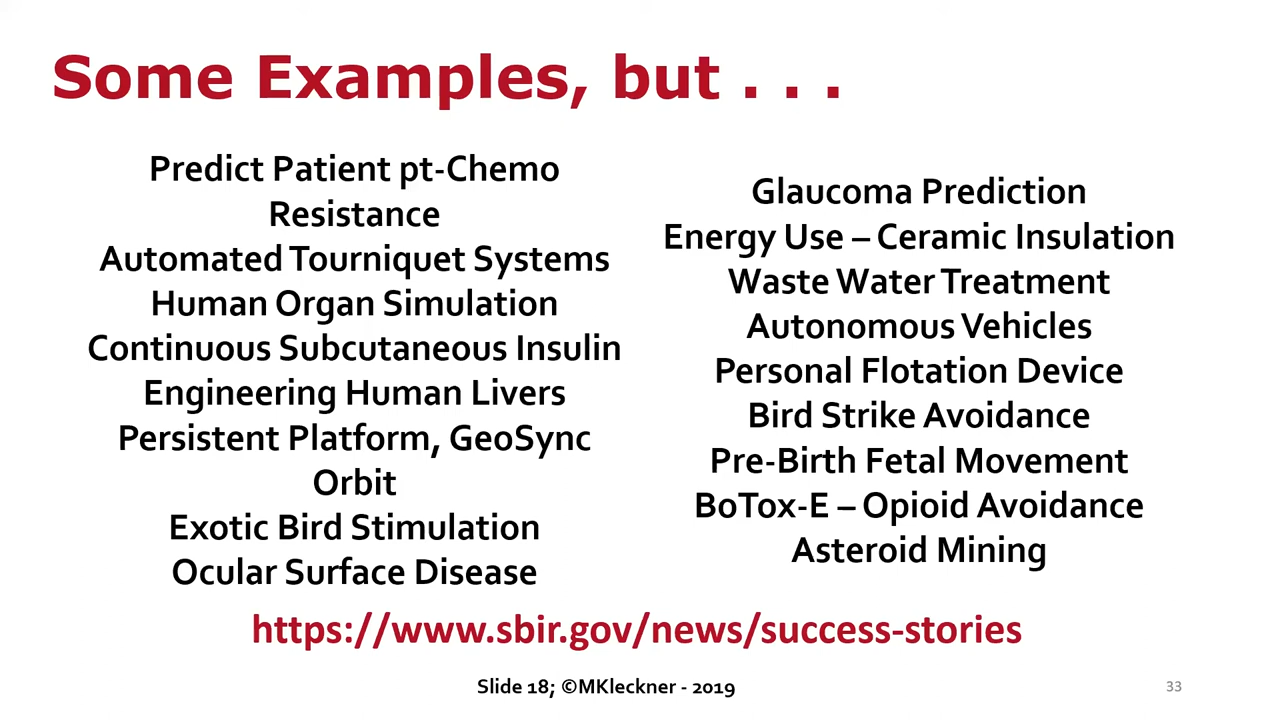 Some Examples, but . . .
Predict Patient pt-Chemo
Resistance
Automated Tourniquet Systems
Human Organ Simulation
Continuous Subcutaneous Insulin
Engineering Human Livers
Persistent Platform, GeoSync
Orbit
Exotic Bird Stimulation
Ocular Surface Disease
Glaucoma Prediction
Energy Use – Ceramic Insulation
Waste Water Treatment
Autonomous Vehicles
Personal Flotation Device
Bird Strike Avoidance
Pre-Birth Fetal Movement
BoTox-E – Opioid Avoidance
Asteroid Mining
https://www.sbir.gov/news/success-stories
Slide 18; ©MKleckner - 2019
33